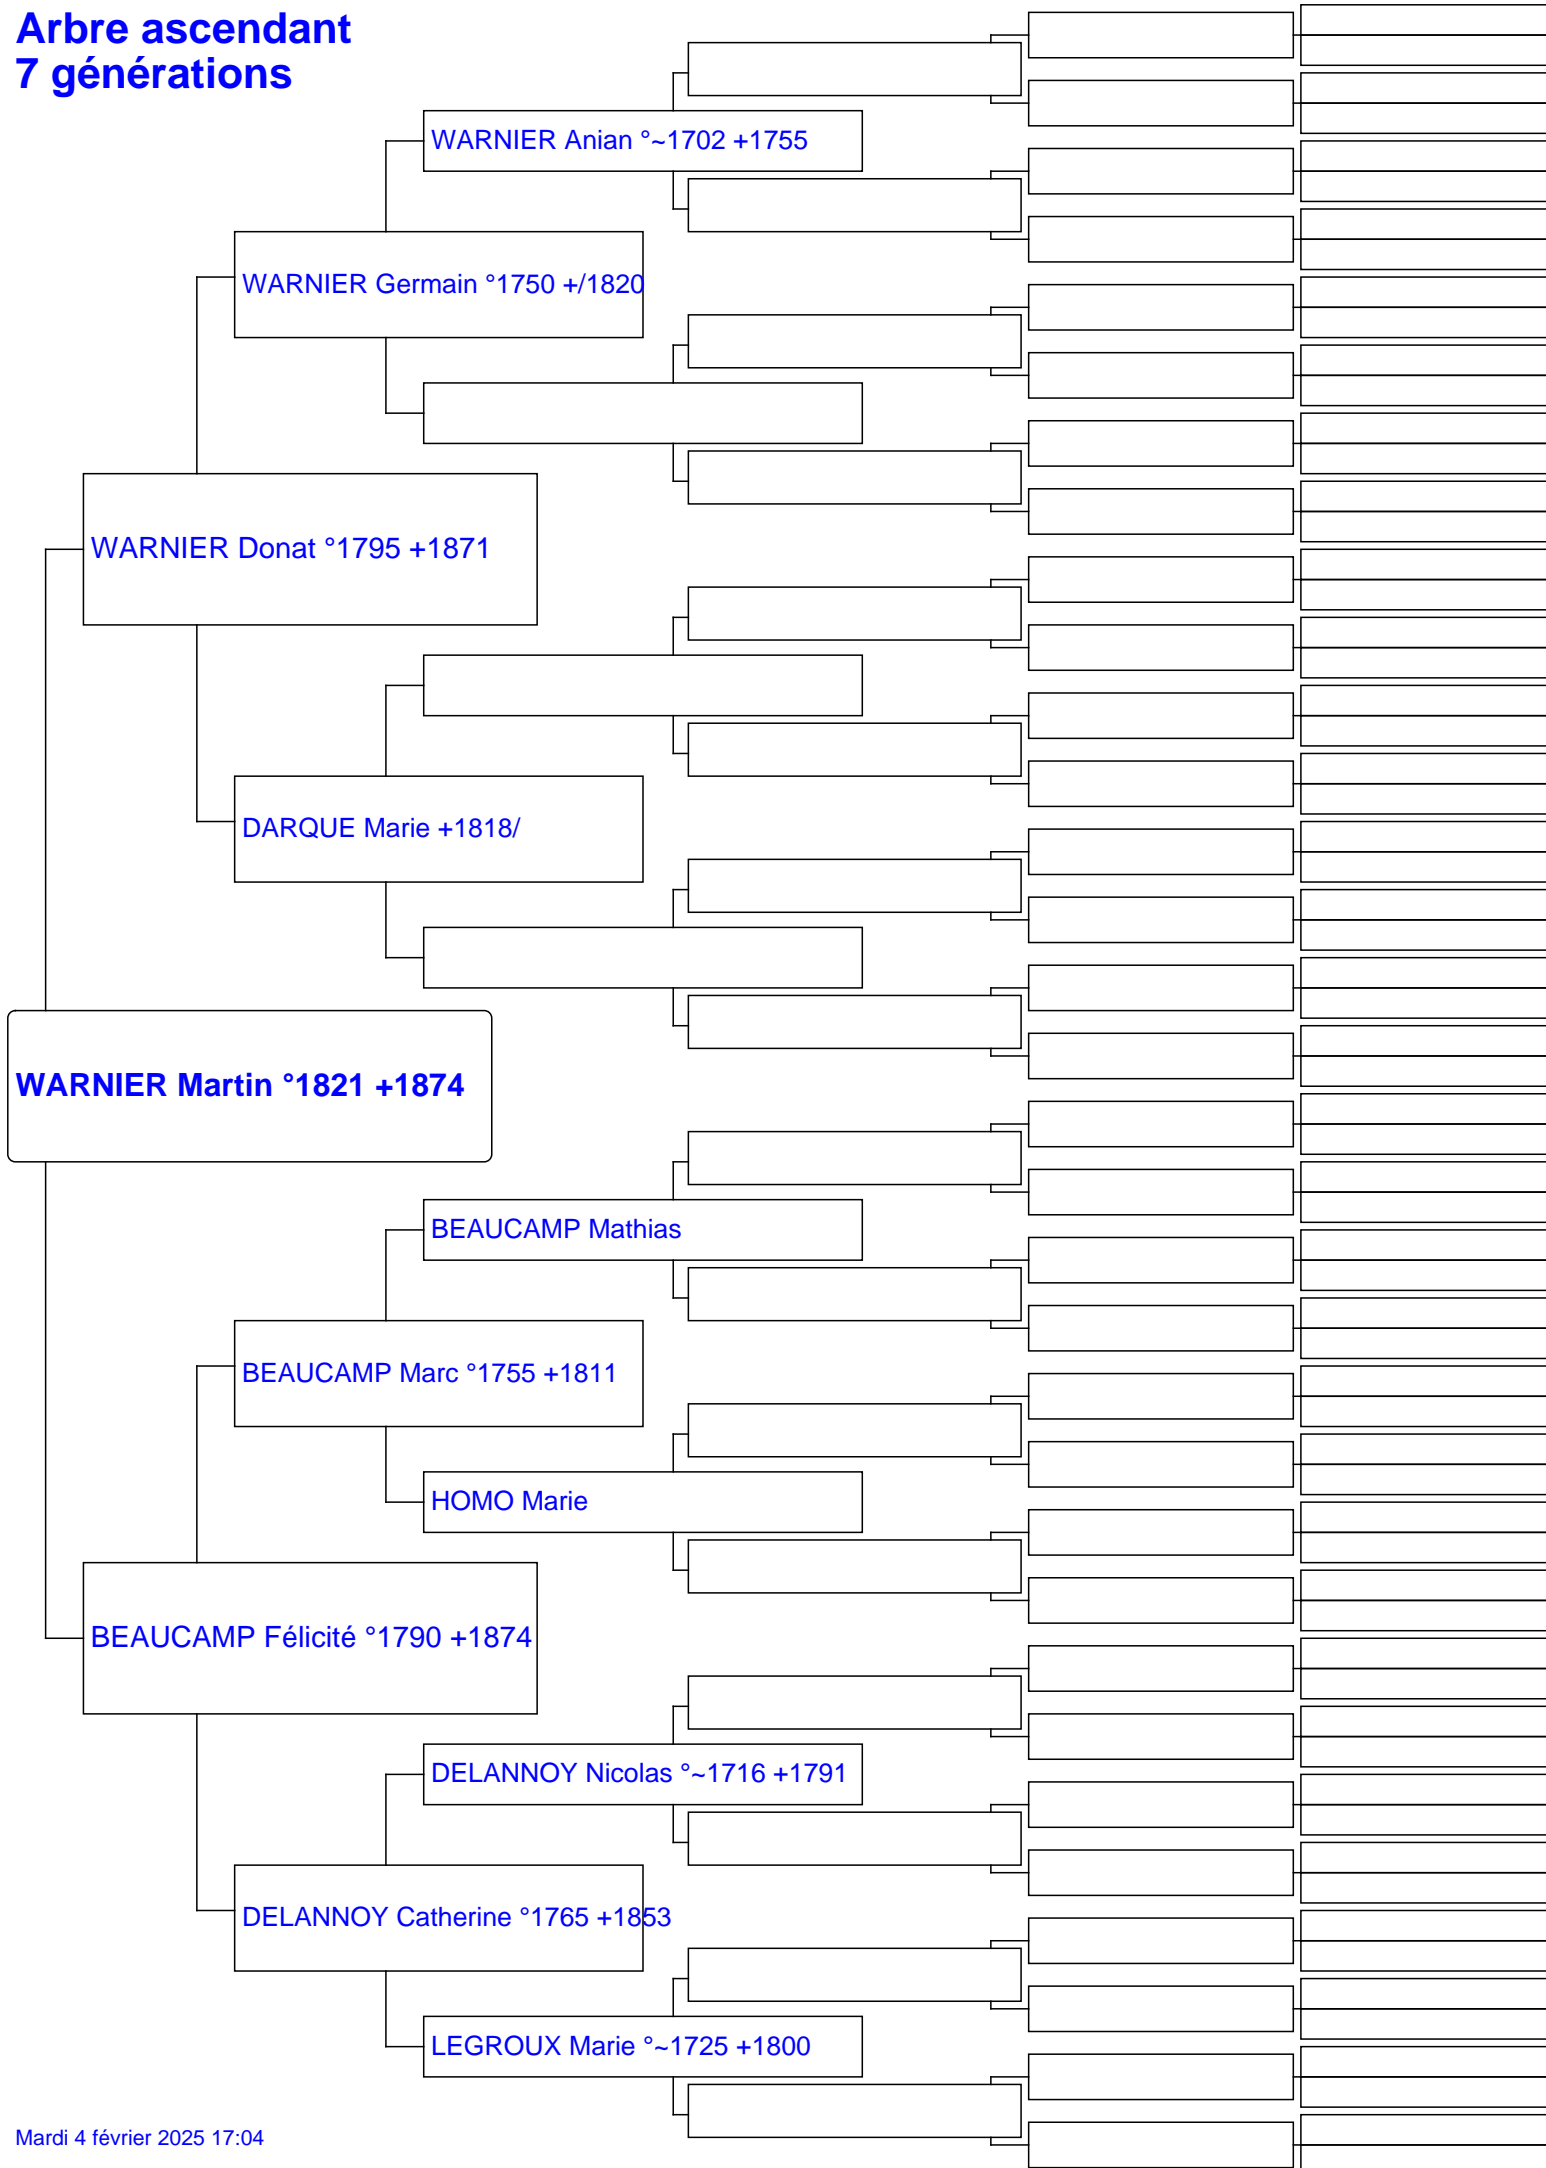 Arbre ascendant
7 générations
WARNIER Anian °~1702 +1755
WARNIER Germain °1750 +/1820
WARNIER Donat °1795 +1871
DARQUE Marie +1818/
WARNIER Martin °1821 +1874
BEAUCAMP Mathias
BEAUCAMP Marc °1755 +1811
HOMO Marie
BEAUCAMP Félicité °1790 +1874
DELANNOY Nicolas °~1716 +1791
DELANNOY Catherine °1765 +1853
LEGROUX Marie °~1725 +1800
Mardi 4 février 2025 17:04